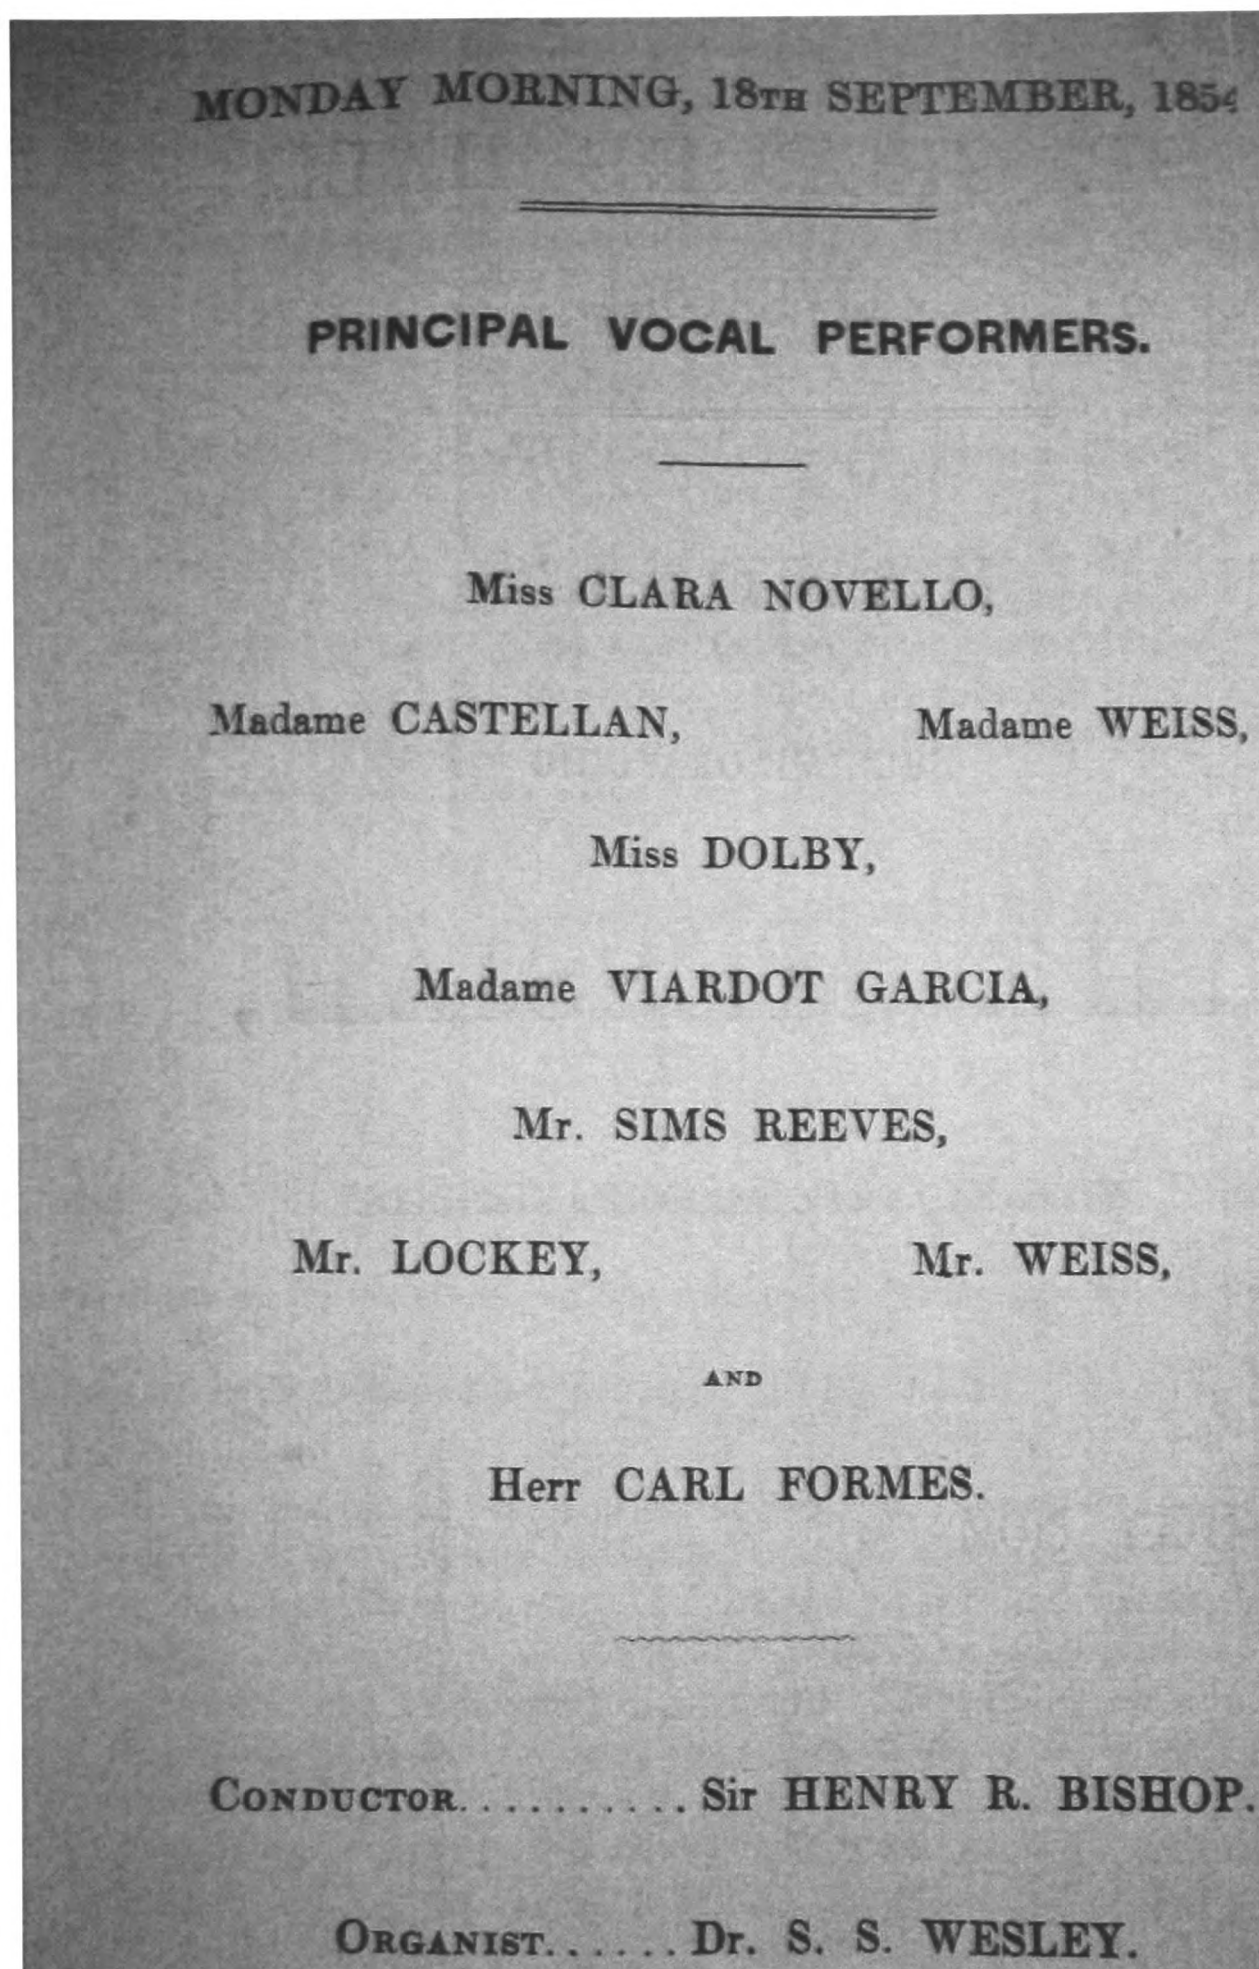 MONDAY MORNING, 18TH SEPTEMBER, 1854
PRINCIPAL VOCAL PERFORMERS.
Miss CLARA NOVELLO,
Madame CASTELLAN, Madame WEISS,
Miss DOLBY,
Madame VIARDOT GARCIA,
Mr. SIMS REEVES,
Mr. LOCKEY, Mr. WEISS,
AND
Herr CARL FORMES.
CONDUCTOR.......... Sir HENRY R. BISHOP.
ORGANIST...... Dr. S. S. WESLEY.